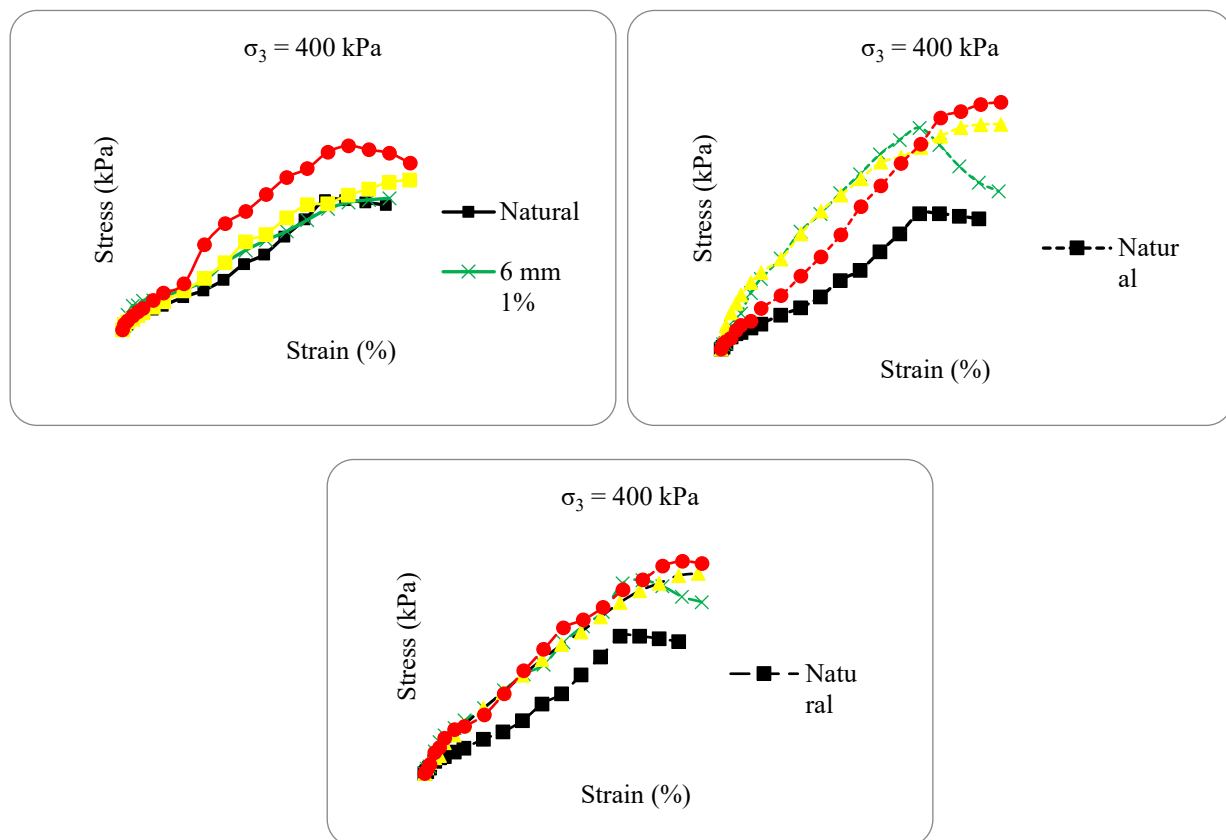 σ₃ = 400 kPa
Stress (kPa)
Natural
6 mm
1%
Strain (%)
σ₃ = 400 kPa
Stress (kPa)
Natur
al
Strain (%)
σ₃ = 400 kPa
Stress (kPa)
Natu
ral
Strain (%)